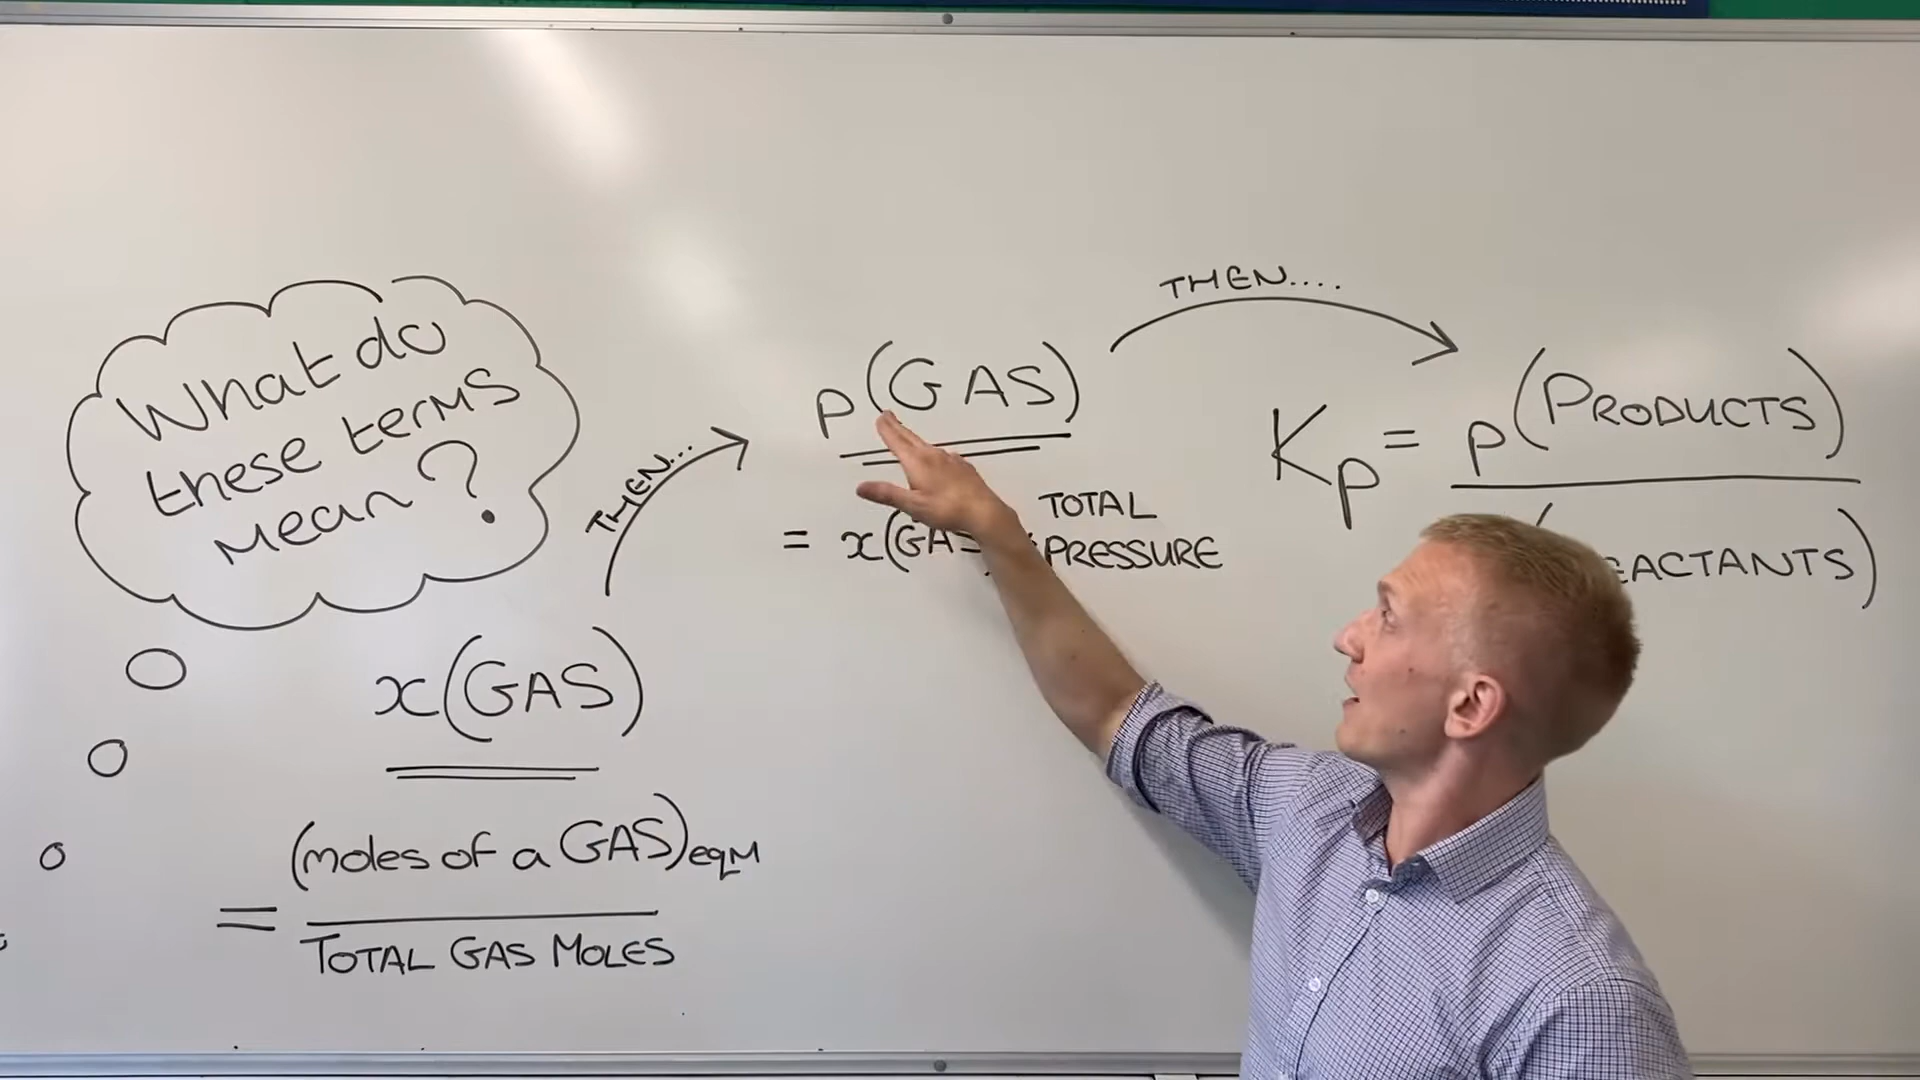 What do
these terms
mean?
x(GAS)
= (moles of a GAS)eqm
TOTAL GAS MOLES
THEN...
p(GAS)
= x(GA
TOTAL
PRESSURE
THEN....
Kp = p(PRODUCTS)
EACTANTS)